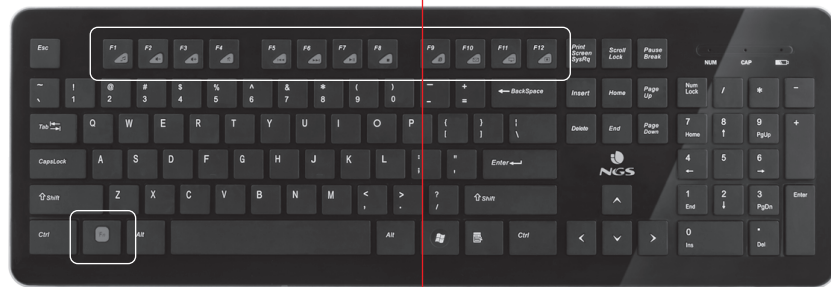 Esc F1 F2 F3 F4 F5 F6 F7 F8 F9 F10 F11 F12 Print Screen SysRq Scroll Lock Pause Break
NUM CAP
~ ` ! 1 @ 2 # 3 $ 4 % 5 ^ 6 & 7 * 8 ( 9 ) 0 — - + = ← BackSpace Insert Home Page Up Num Lock / * -
Tab Q W E R T Y U I O P { [ } ] | \ Delete End Page Down 7 Home 8 ↑ 9 PgUp +
CapsLock A S D F G H J K L : ; " ' Enter NGS 4 ← 5 6 →
⇧ Shift Z X C V B N M < , > . ? / ⇧ Shift 1 End 2 ↓ 3 PgDn Enter
Ctrl Fn Alt Alt Ctrl 0 Ins . Del